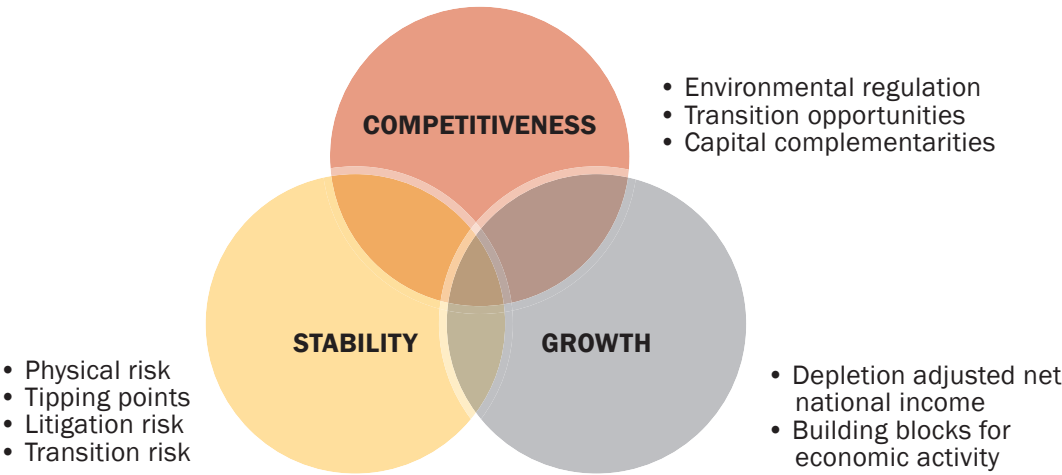 COMPETITIVENESS
• Environmental regulation
• Transition opportunities
• Capital complementarities
STABILITY
GROWTH
• Physical risk
• Tipping points
• Litigation risk
• Transition risk
• Depletion adjusted net
national income
• Building blocks for
economic activity